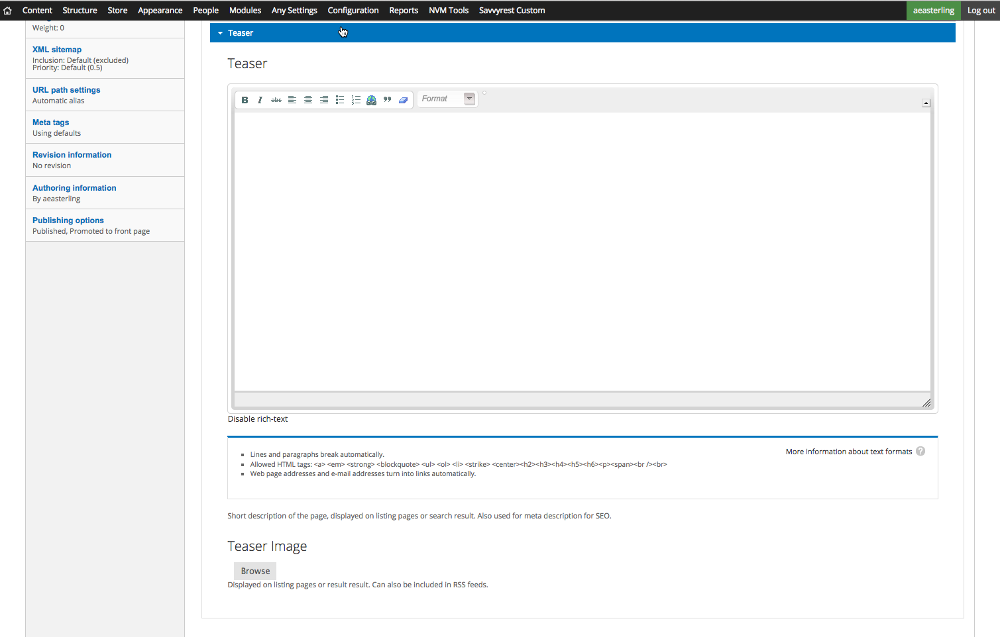 Content Structure Store Appearance People Modules Any Settings Configuration Reports NVM Tools Savvyrest Custom aeasterling Log out
Weight: 0
XML sitemap
Inclusion: Default (excluded)
Priority: Default (0.5)
URL path settings
Automatic alias
Meta tags
Using defaults
Revision information
No revision
Authoring information
By aeasterling
Publishing options
Published, Promoted to front page
Teaser
Teaser
B I abc Format
Disable rich-text
More information about text formats ?
Lines and paragraphs break automatically.
Allowed HTML tags: <a> <em> <strong> <blockquote> <ul> <ol> <li> <strike> <center><h2><h3><h4><h5><h6><p><span><br /><br>
Web page addresses and e-mail addresses turn into links automatically.
Short description of the page, displayed on listing pages or search result. Also used for meta description for SEO.
Teaser Image
Browse
Displayed on listing pages or result result. Can also be included in RSS feeds.